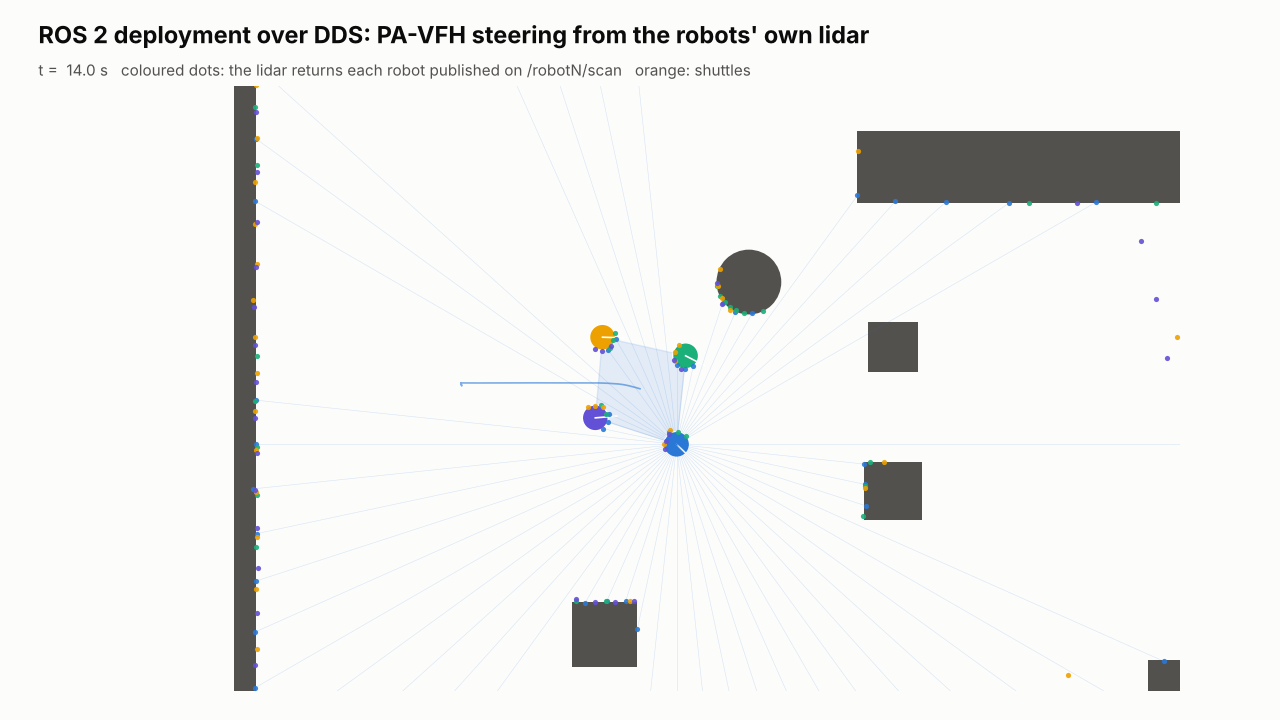 ROS 2 deployment over DDS: PA-VFH steering from the robots' own lidar
t =  14.0 s   coloured dots: the lidar returns each robot published on /robotN/scan   orange: shuttles